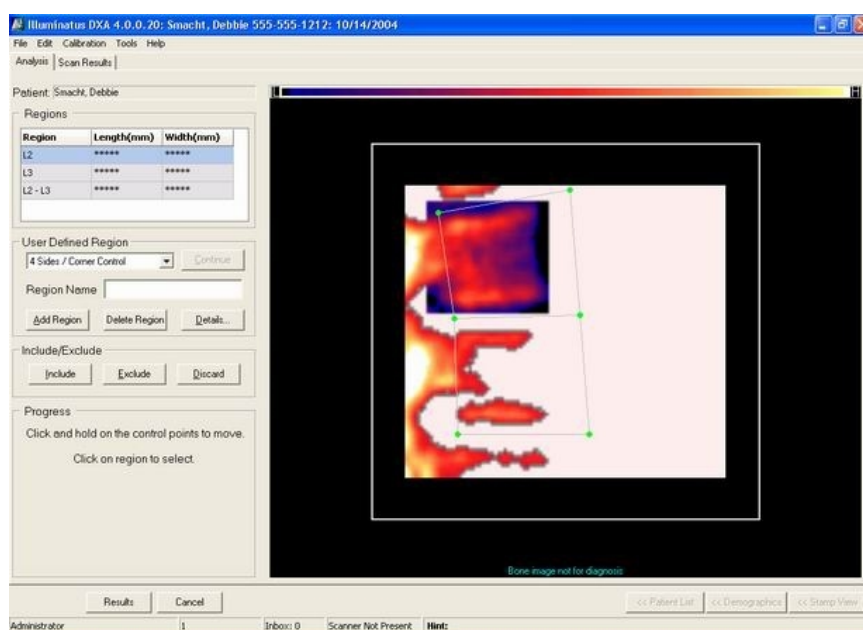 Illuminatus DXA 4.0.0.20: Smacht, Debbie 555-555-1212: 10/14/2004
File Edit Calibration Tools Help
Analysis Scan Results
Patient: Smacht, Debbie
Regions
Region Length(mm) Width(mm)
L2 ***** *****
L3 ***** *****
L2 - L3 ***** *****
User Defined Region
4 Sides / Corner Control Continue
Region Name
Add Region Delete Region Details...
Include/Exclude
Include Exclude Discard
Progress
Click and hold on the control points to move.
Click on region to select.
Bone image not for diagnosis
Results Cancel << Patient List << Demographics << Stamp View
Administrator 1 Inbox: 0 Scanner Not Present Hint: